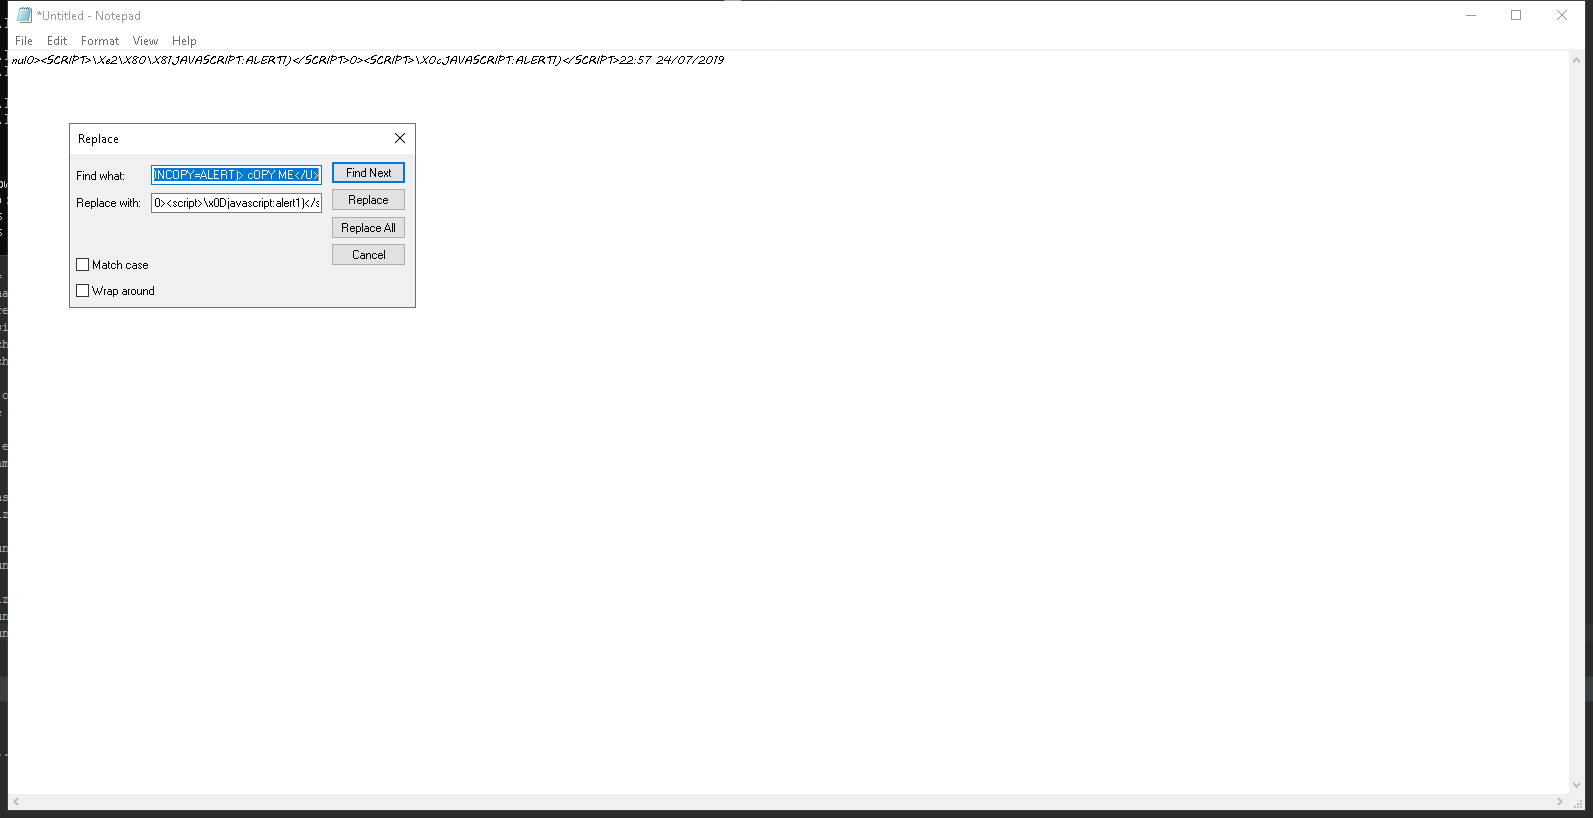 *Untitled - Notepad
File Edit Format View Help
nul0><SCRIPT>\Xe2\X80\X81JAVASCRIPT:ALERT1)</SCRIPT>0><SCRIPT>\X0cJAVASCRIPT:ALERT1)</SCRIPT>22:57 24/07/2019
Replace
Find what: ONCOPY=ALERT)> cOPY ME</U> Find Next
Replace with: 0><script>\x0Djavascript:alert1)</s Replace
Replace All
Cancel
Match case
Wrap around